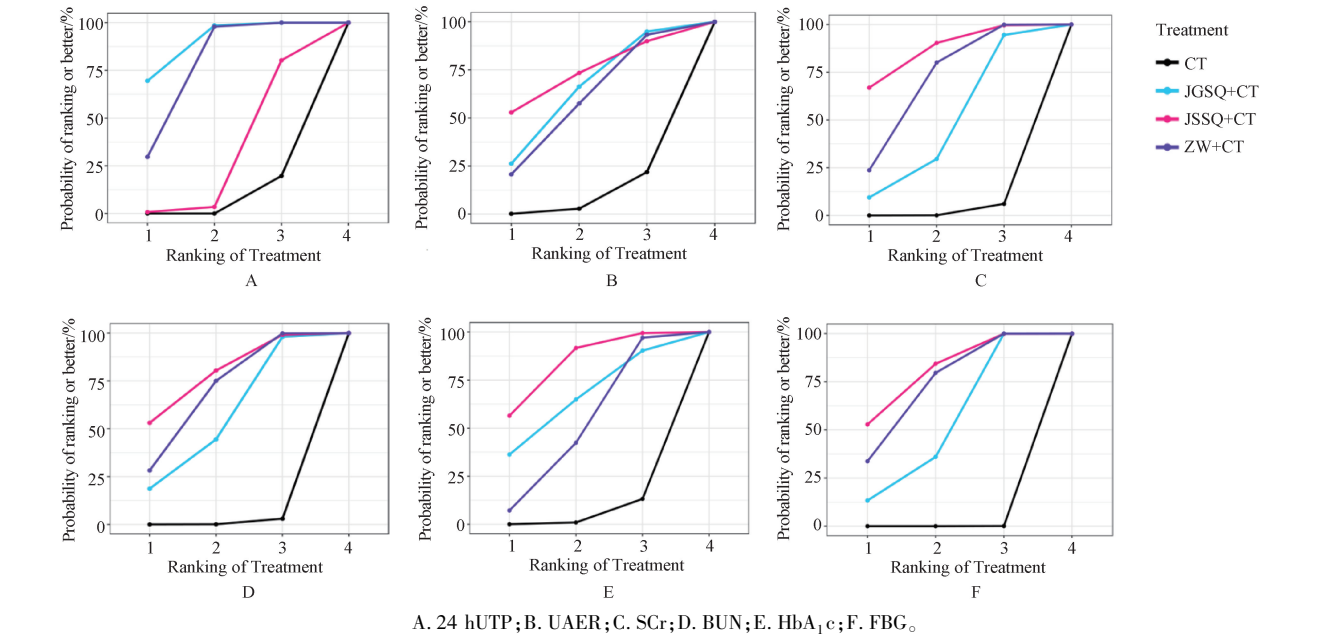 Probability of ranking or better/%
100
75
50
25
0
1 2 3 4
Ranking of Treatment
A
Probability of ranking or better/%
100
75
50
25
0
1 2 3 4
Ranking of Treatment
B
Probability of ranking or better/%
100
75
50
25
0
1 2 3 4
Ranking of Treatment
C
Treatment
CT
JGSQ+CT
JSSQ+CT
ZW+CT
Probability of ranking or better/%
100
75
50
25
0
1 2 3 4
Ranking of Treatment
D
Probability of ranking or better/%
100
75
50
25
0
1 2 3 4
Ranking of Treatment
E
Probability of ranking or better/%
100
75
50
25
0
1 2 3 4
Ranking of Treatment
F
A. 24 hUTP;B. UAER;C. SCr;D. BUN;E. HbA₁c;F. FBG。